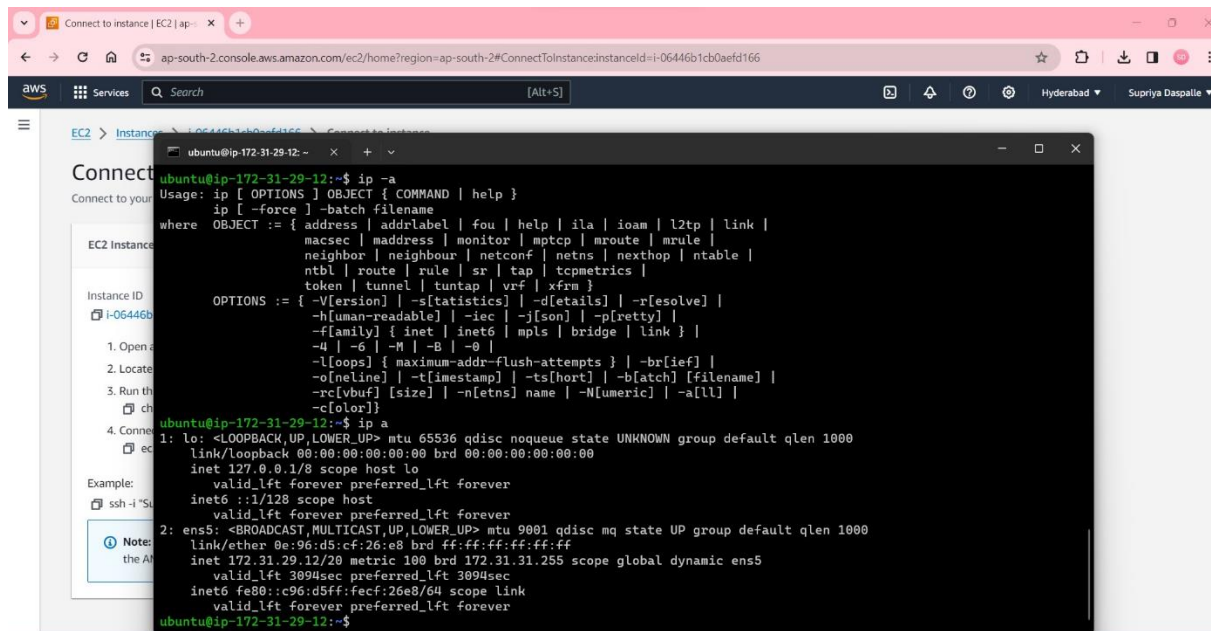 Connect to instance | EC2 | ap-s
ap-south-2.console.aws.amazon.com/ec2/home?region=ap-south-2#ConnectToInstance:instanceId=i-06446b1cb0aefd166
SD
aws
Services
Search
[Alt+S]
Hyderabad
Supriya Daspalle
EC2 > Instances > i-06446b1cb0aefd166 > Connect to instance
Connect
Connect to your
EC2 Instance
Instance ID
i-06446b
1. Open a
2. Locate
3. Run th
ch
4. Connec
ec
Example:
ssh -i "Su
Note:
the AM
ubuntu@ip-172-31-29-12: ~
ubuntu@ip-172-31-29-12:~$ ip -a
Usage: ip [ OPTIONS ] OBJECT { COMMAND | help }
ip [ -force ] -batch filename
where OBJECT := { address | addrlabel | fou | help | ila | ioam | l2tp | link |
macsec | maddress | monitor | mptcp | mroute | mrule |
neighbor | neighbour | netconf | netns | nexthop | ntable |
ntbl | route | rule | sr | tap | tcpmetrics |
token | tunnel | tuntap | vrf | xfrm }
OPTIONS := { -V[ersion] | -s[tatistics] | -d[etails] | -r[esolve] |
-h[uman-readable] | -iec | -j[son] | -p[retty] |
-f[amily] { inet | inet6 | mpls | bridge | link } |
-4 | -6 | -M | -B | -0 |
-l[oops] { maximum-addr-flush-attempts } | -br[ief] |
-o[neline] | -t[imestamp] | -ts[hort] | -b[atch] [filename] |
-rc[vbuf] [size] | -n[etns] name | -N[umeric] | -a[ll] |
-c[olor]}
ubuntu@ip-172-31-29-12:~$ ip a
1: lo: <LOOPBACK,UP,LOWER_UP> mtu 65536 qdisc noqueue state UNKNOWN group default qlen 1000
link/loopback 00:00:00:00:00:00 brd 00:00:00:00:00:00
inet 127.0.0.1/8 scope host lo
valid_lft forever preferred_lft forever
inet6 ::1/128 scope host
valid_lft forever preferred_lft forever
2: ens5: <BROADCAST,MULTICAST,UP,LOWER_UP> mtu 9001 qdisc mq state UP group default qlen 1000
link/ether 0e:96:d5:cf:26:e8 brd ff:ff:ff:ff:ff:ff
inet 172.31.29.12/20 metric 100 brd 172.31.31.255 scope global dynamic ens5
valid_lft 3094sec preferred_lft 3094sec
inet6 fe80::c96:d5ff:fecf:26e8/64 scope link
valid_lft forever preferred_lft forever
ubuntu@ip-172-31-29-12:~$